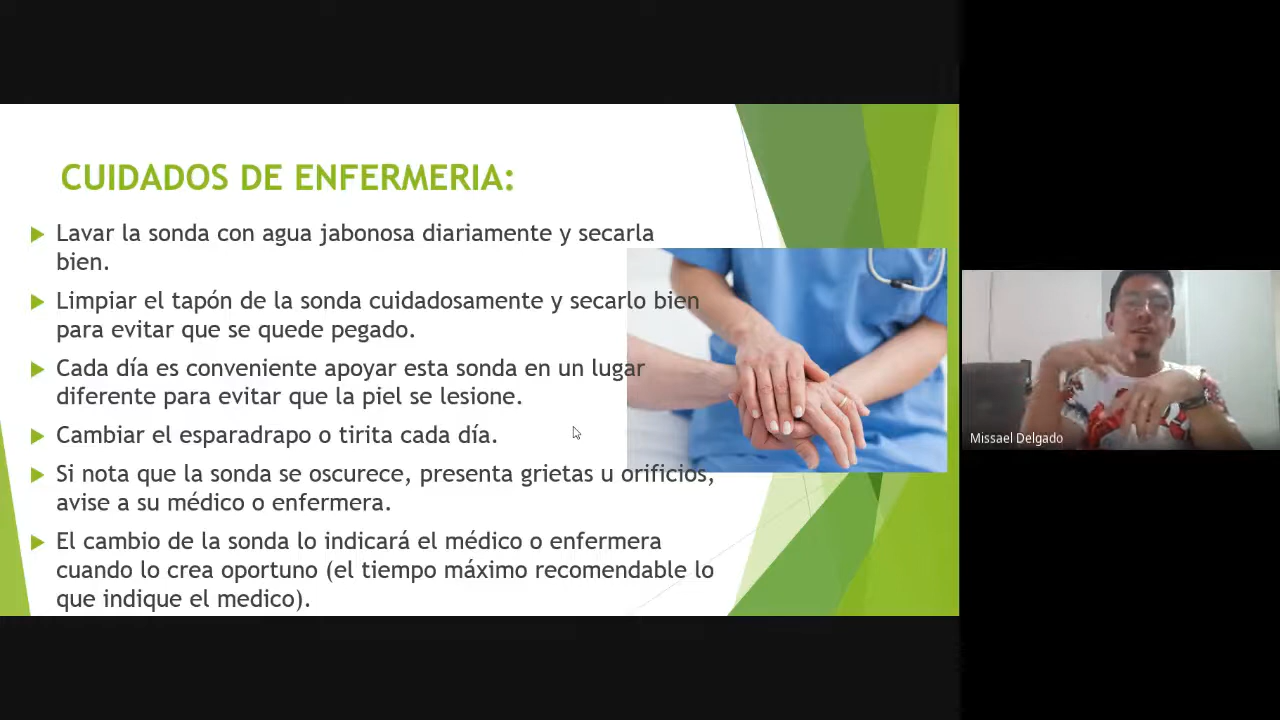 CUIDADOS DE ENFERMERIA:
Lavar la sonda con agua jabonosa diariamente y secarla
bien.
Limpiar el tapón de la sonda cuidadosamente y secarlo bien
para evitar que se quede pegado.
Cada día es conveniente apoyar esta sonda en un lugar
diferente para evitar que la piel se lesione.
Cambiar el esparadrapo o tirita cada día.
Si nota que la sonda se oscurece, presenta grietas u orificios,
avise a su médico o enfermera.
El cambio de la sonda lo indicará el médico o enfermera
cuando lo crea oportuno (el tiempo máximo recomendable lo
que indique el medico).
Missael Delgado